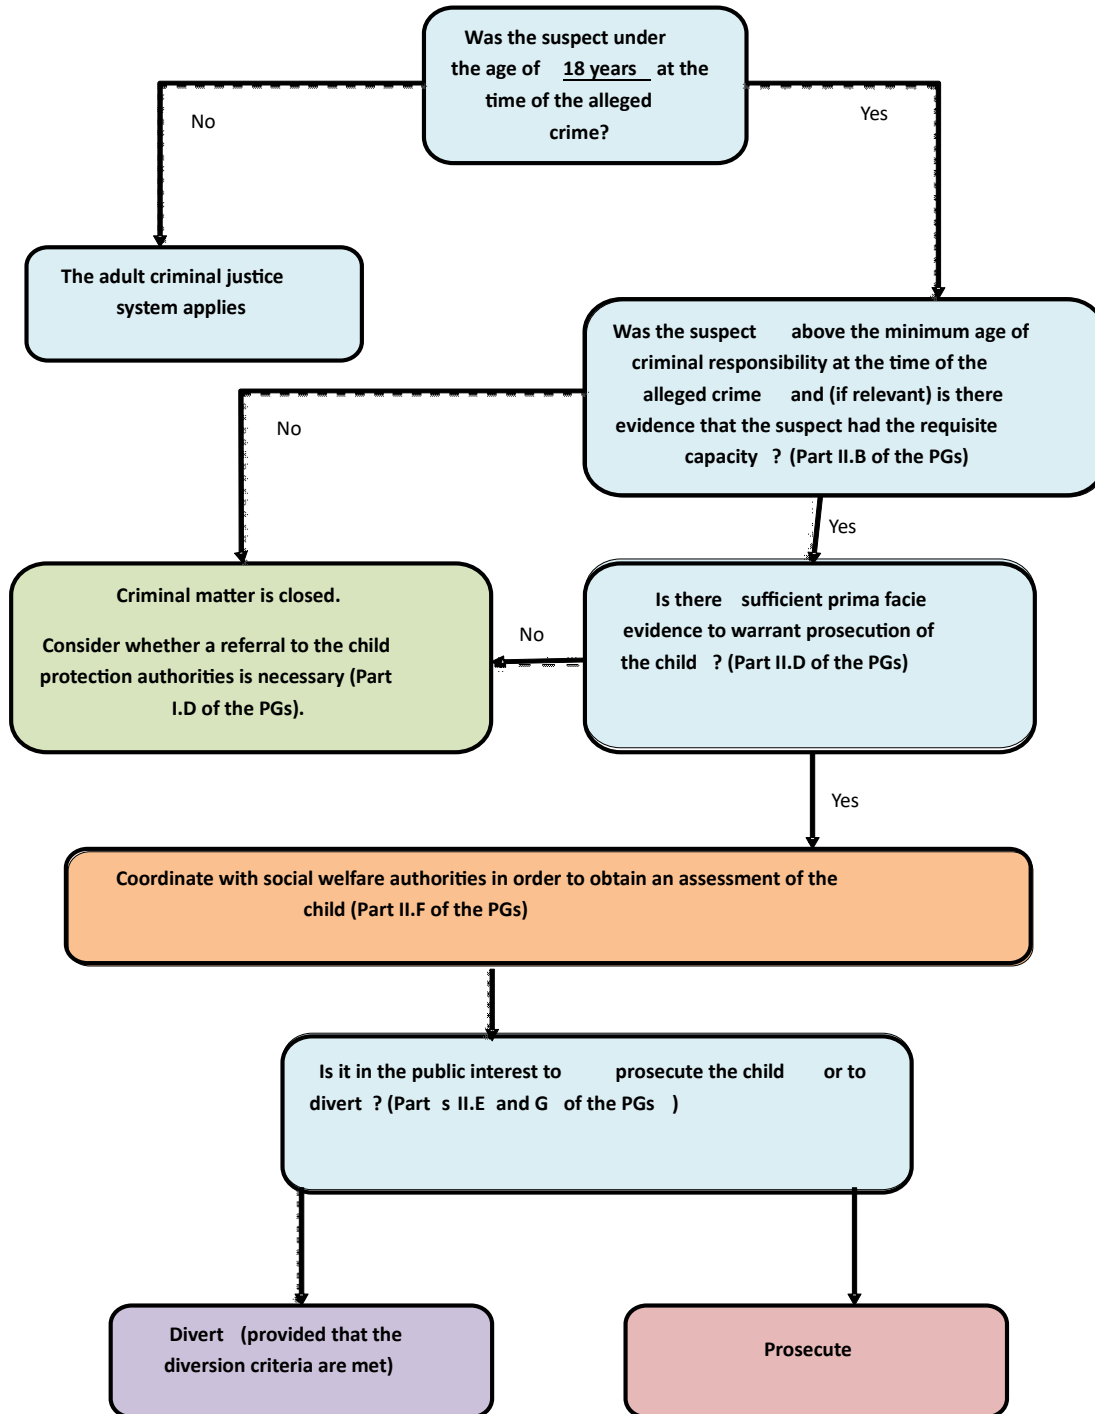 Was the suspect under
the age of 18 years at the
time of the alleged
crime?
No
Yes
The adult criminal justice
system applies
Was the suspect above the minimum age of
criminal responsibility at the time of the
alleged crime and (if relevant) is there
evidence that the suspect had the requisite
capacity ? (Part II.B of the PGs)
No
Yes
Criminal matter is closed.
Consider whether a referral to the child
protection authorities is necessary (Part
I.D of the PGs).
No
Is there sufficient prima facie
evidence to warrant prosecution of
the child ? (Part II.D of the PGs)
Yes
Coordinate with social welfare authorities in order to obtain an assessment of the
child (Part II.F of the PGs)
Is it in the public interest to prosecute the child or to
divert ? (Part s II.E and G of the PGs )
Divert (provided that the
diversion criteria are met)
Prosecute